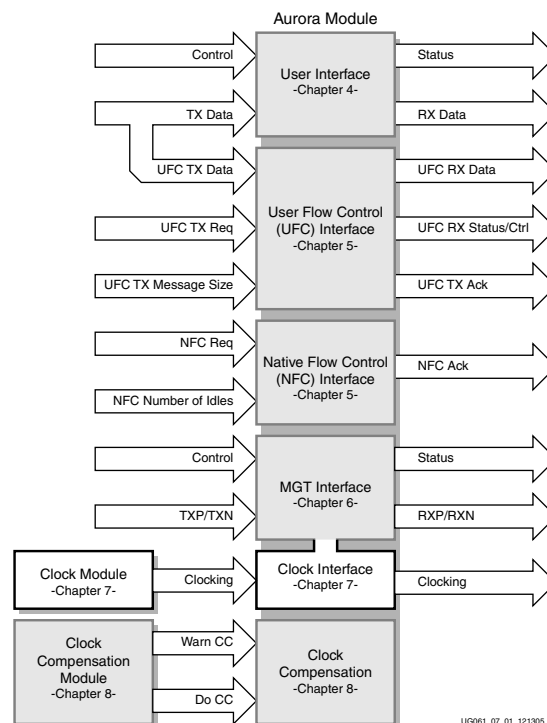 Aurora Module
Control
User Interface
-Chapter 4-
Status
TX Data
RX Data
UFC TX Data
UFC RX Data
UFC TX Req
User Flow Control
(UFC) Interface
-Chapter 5-
UFC RX Status/Ctrl
UFC TX Message Size
UFC TX Ack
NFC Req
Native Flow Control
(NFC) Interface
-Chapter 5-
NFC Ack
NFC Number of Idles
Control
MGT Interface
-Chapter 6-
Status
TXP/TXN
RXP/RXN
Clock Module
-Chapter 7-
Clocking
Clock Interface
-Chapter 7-
Clocking
Clock
Compensation
Module
-Chapter 8-
Warn CC
Do CC
Clock
Compensation
-Chapter 8-
UG061_07_01_121305